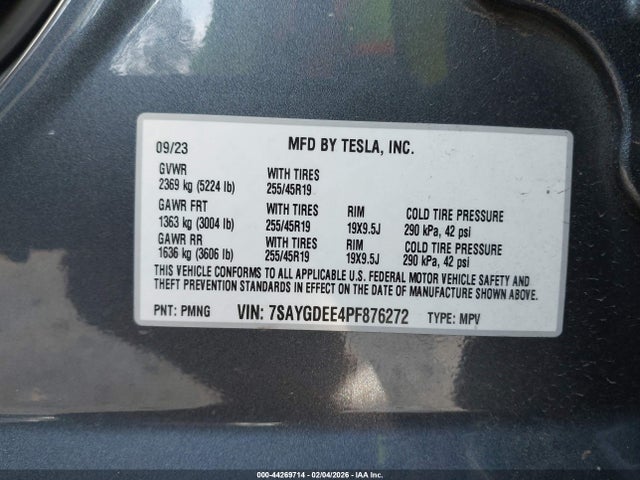 09/23 MFD BY TESLA, INC.
GVWR WITH TIRES
2369 kg (5224 lb) 255/45R19
GAWR FRT WITH TIRES RIM COLD TIRE PRESSURE
1363 kg (3004 lb) 255/45R19 19X9.5J 290 kPa, 42 psi
GAWR RR WITH TIRES RIM COLD TIRE PRESSURE
1636 kg (3606 lb) 255/45R19 19X9.5J 290 kPa, 42 psi
THIS VEHICLE CONFORMS TO ALL APPLICABLE U.S. FEDERAL MOTOR VEHICLE SAFETY AND
THEFT PREVENTION STANDARDS IN EFFECT ON THE DATE OF MANUFACTURE SHOWN ABOVE.
PNT: PMNG VIN: 7SAYGDEE4PF876272 TYPE: MPV
000-44269714 - 02/04/2026 - IAA Inc.